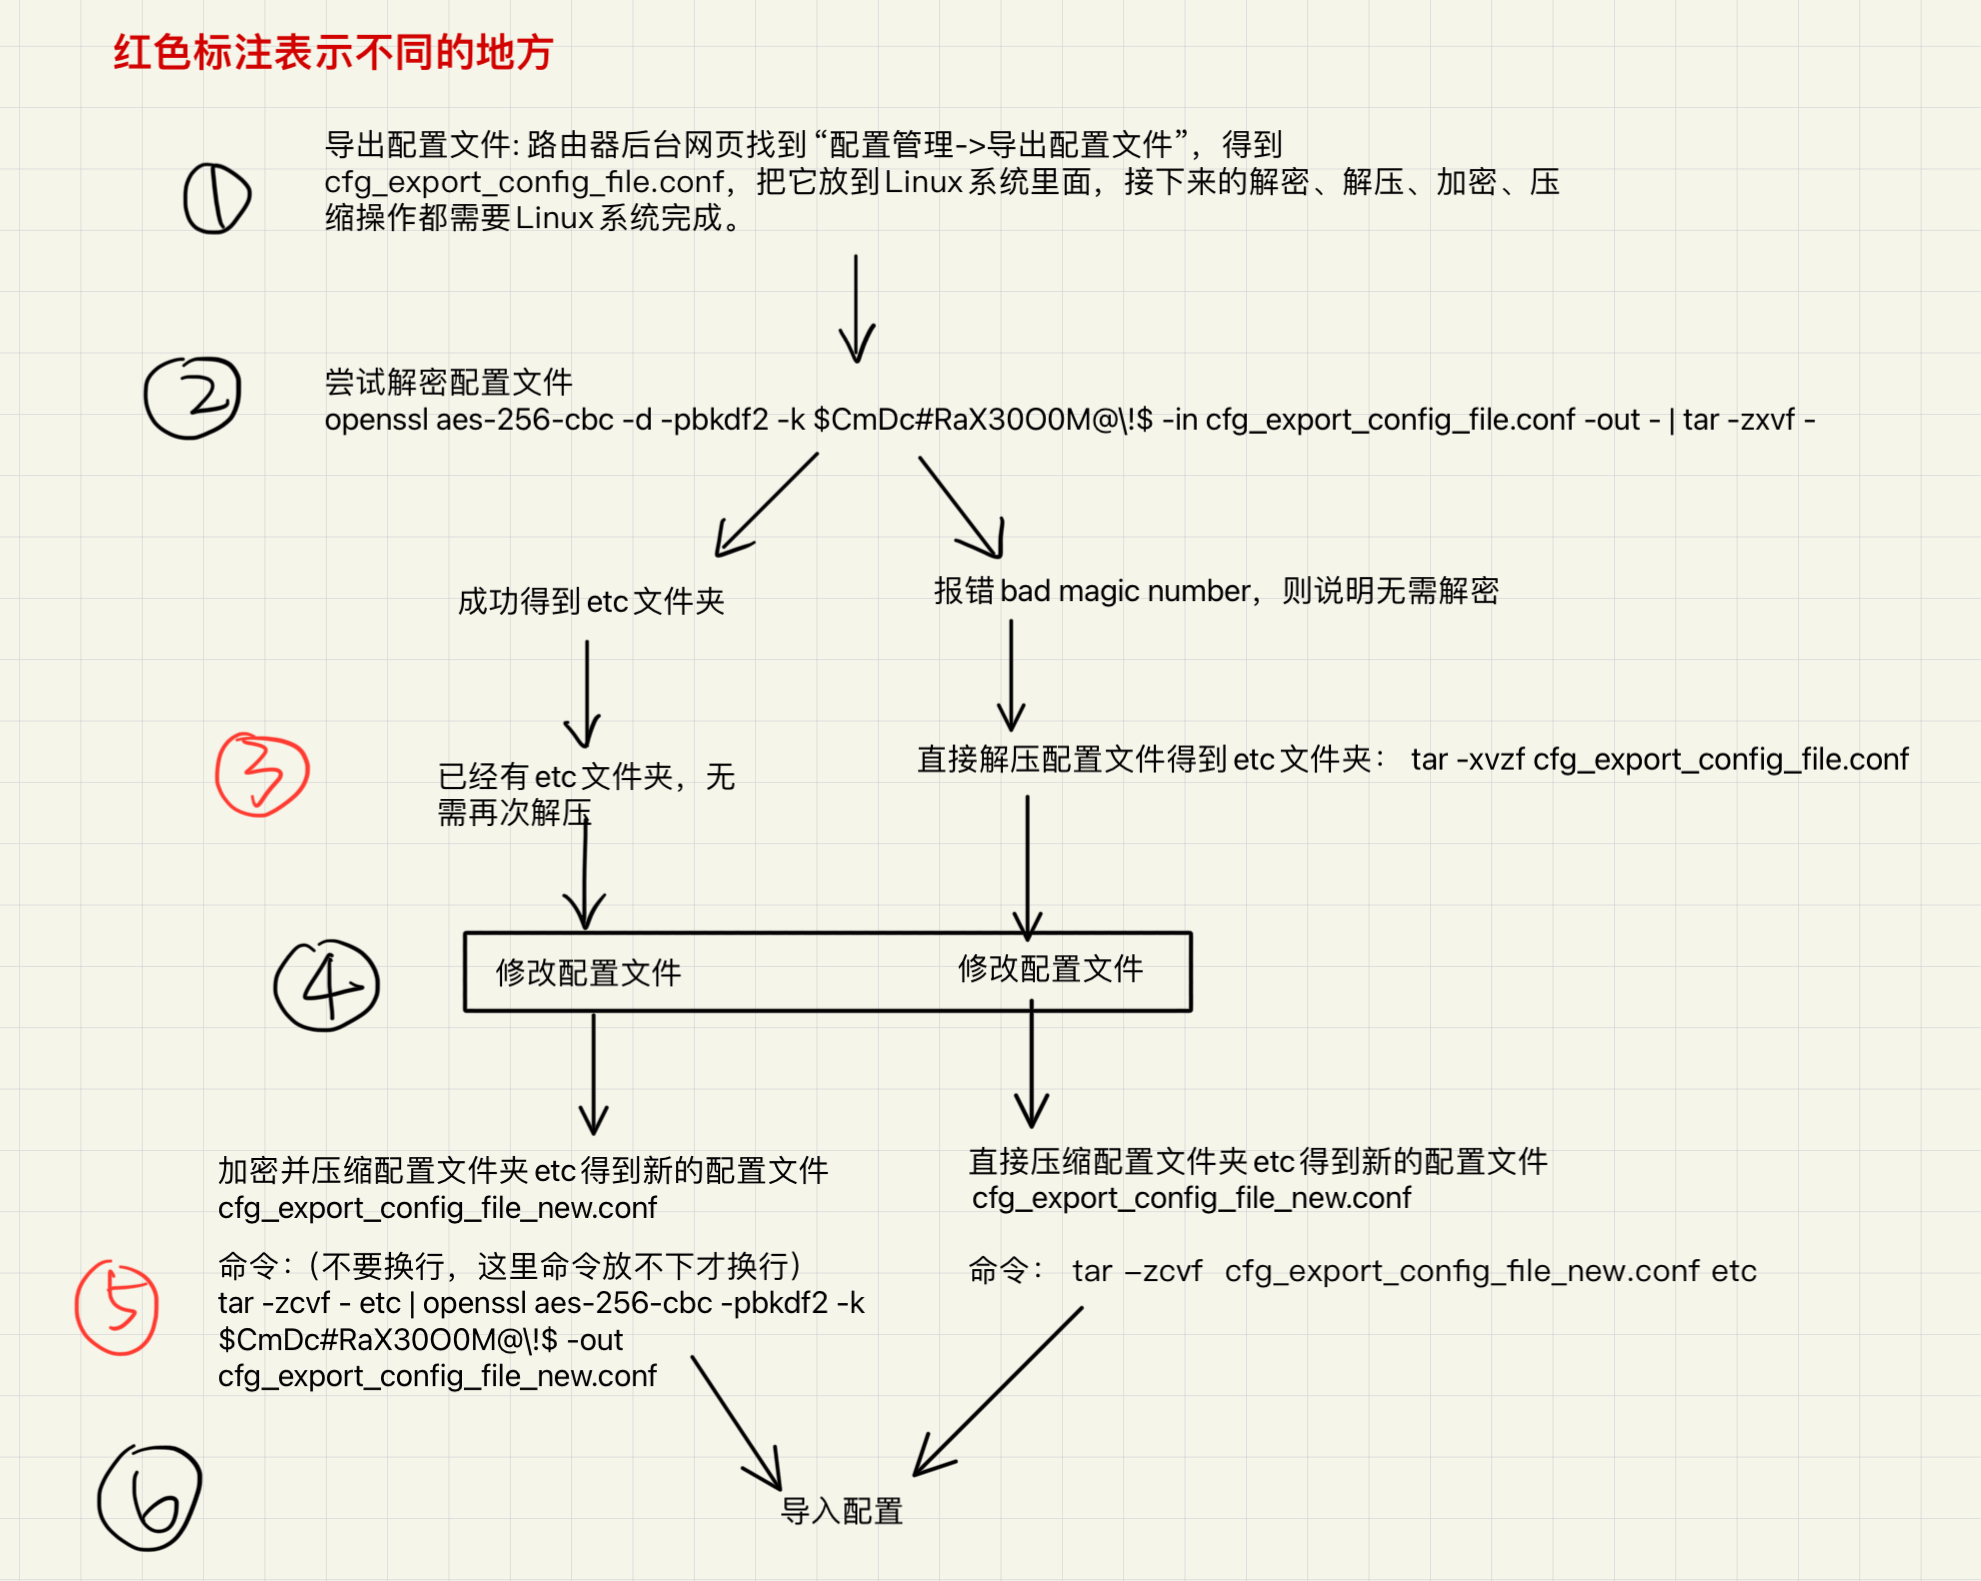 红色标注表示不同的地方
①
导出配置文件: 路由器后台网页找到 “配置管理->导出配置文件”，得到
cfg_export_config_file.conf，把它放到Linux系统里面，接下来的解密、解压、加密、压
缩操作都需要Linux系统完成。
②
尝试解密配置文件
openssl aes-256-cbc -d -pbkdf2 -k $CmDc#RaX30O0M@\!$ -in cfg_export_config_file.conf -out - | tar -zxvf -
成功得到etc文件夹
报错bad magic number，则说明无需解密
③
已经有etc文件夹，无
需再次解压
直接解压配置文件得到etc文件夹： tar -xvzf cfg_export_config_file.conf
④
修改配置文件
修改配置文件
加密并压缩配置文件夹etc得到新的配置文件
cfg_export_config_file_new.conf
直接压缩配置文件夹etc得到新的配置文件
cfg_export_config_file_new.conf
⑤
命令：（不要换行，这里命令放不下才换行）
tar -zcvf - etc | openssl aes-256-cbc -pbkdf2 -k
$CmDc#RaX30O0M@\!$ -out
cfg_export_config_file_new.conf
命令： tar –zcvf cfg_export_config_file_new.conf etc
⑥
导入配置